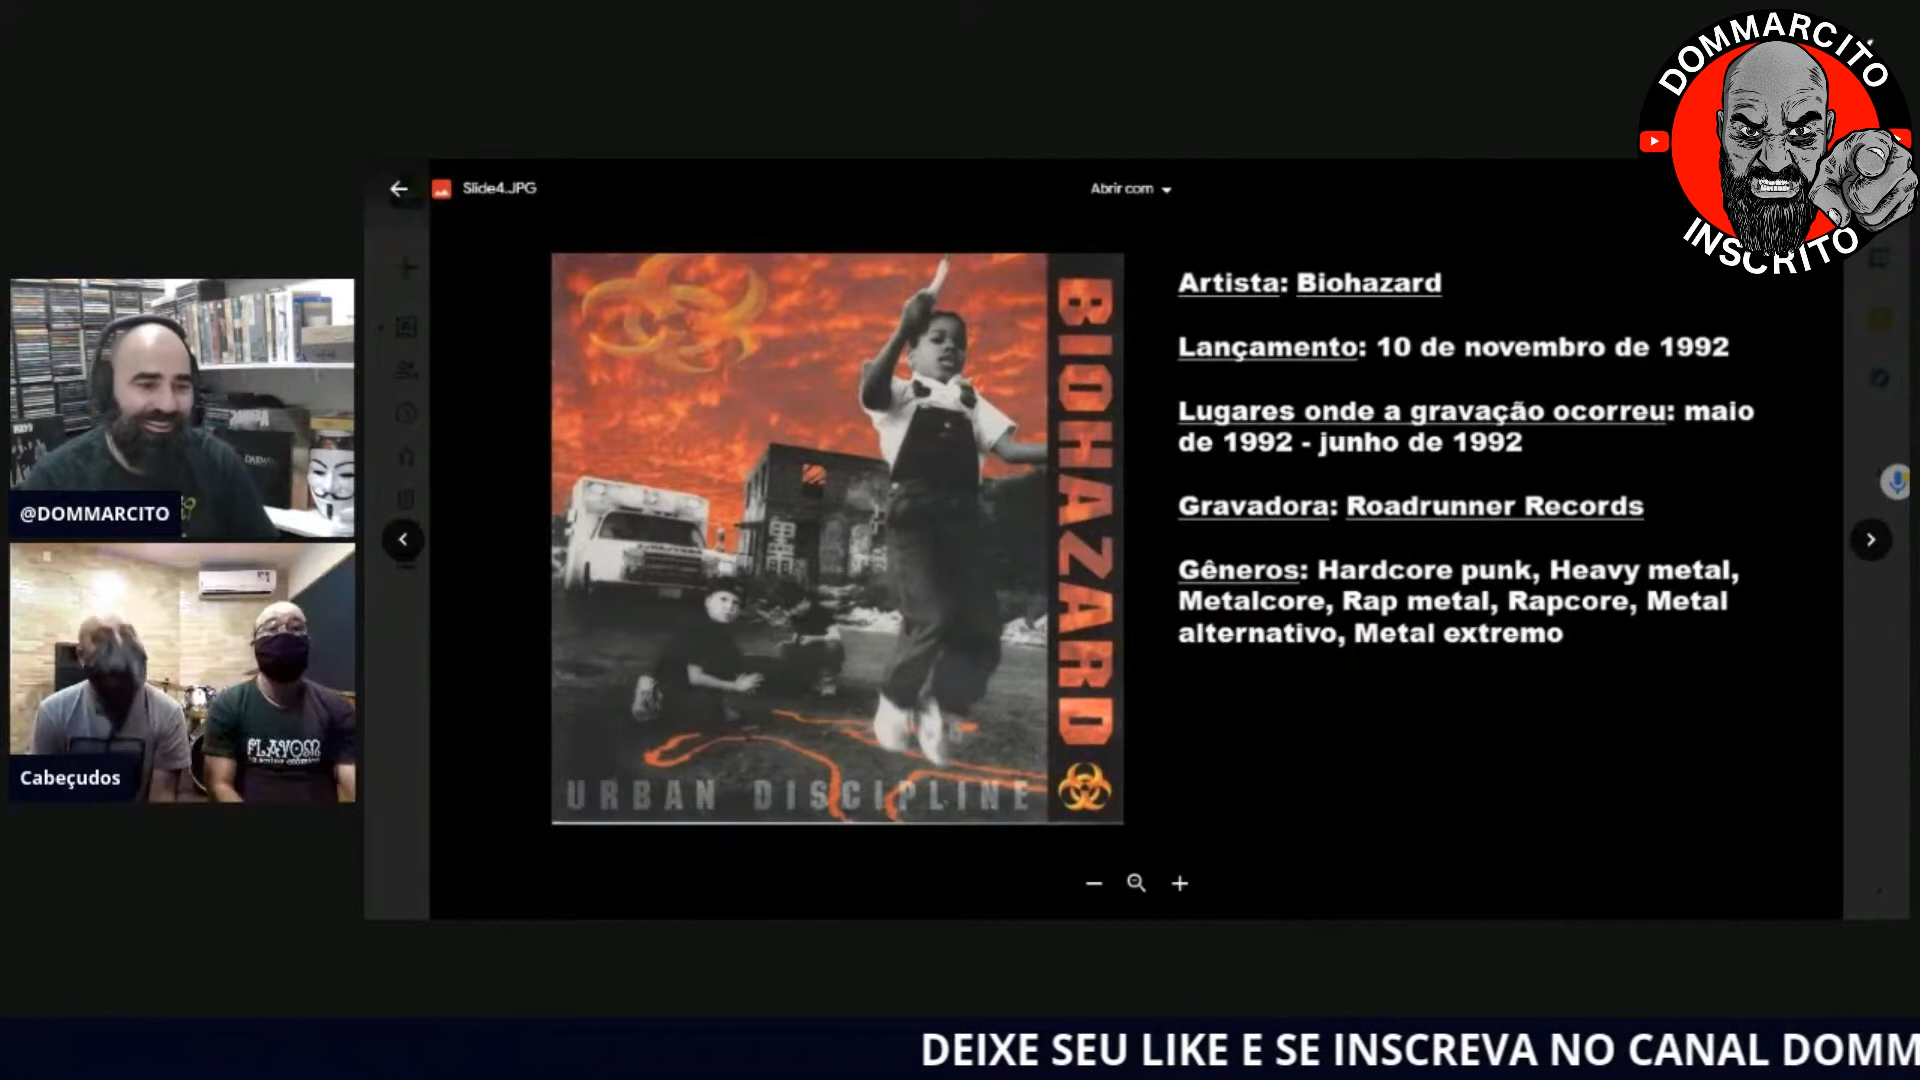 DOMMARCITO
INSCRITO
Slide4.JPG
Abrir com
Artista: Biohazard
Lançamento: 10 de novembro de 1992
Lugares onde a gravação ocorreu: maio
de 1992 - junho de 1992
Gravadora: Roadrunner Records
Gêneros: Hardcore punk, Heavy metal,
Metalcore, Rap metal, Rapcore, Metal
alternativo, Metal extremo
BIOHAZARD
URBAN DISCIPLINE
@DOMMARCITO
FLAYOM
Cabeçudos
DEIXE SEU LIKE E SE INSCREVA NO CANAL DOMM